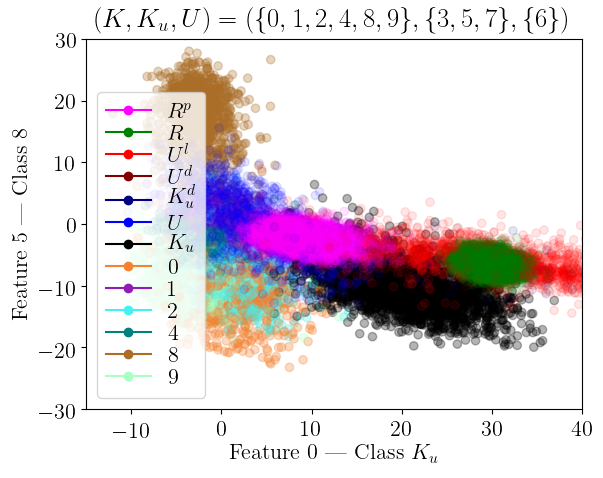 (K, K_u, U) = ({0, 1, 2, 4, 8, 9}, {3, 5, 7}, {6})
30
20
10
0
−10
−20
−30
Feature 5 — Class 8
R^p
R
U^l
U^d
K_u^d
U
K_u
0
1
2
4
8
9
−10
0
10
20
30
40
Feature 0 — Class K_u